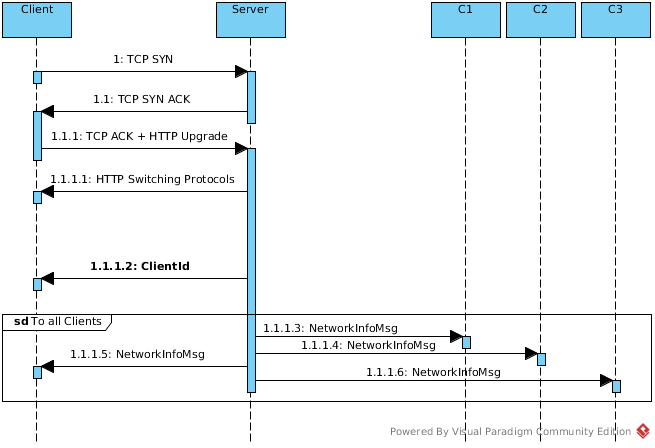 Client
Server
C1
C2
C3
1: TCP SYN
1.1: TCP SYN ACK
1.1.1: TCP ACK + HTTP Upgrade
1.1.1.1: HTTP Switching Protocols
1.1.1.2: ClientId
sd To all Clients
1.1.1.3: NetworkInfoMsg
1.1.1.4: NetworkInfoMsg
1.1.1.5: NetworkInfoMsg
1.1.1.6: NetworkInfoMsg
Powered By Visual Paradigm Community Edition